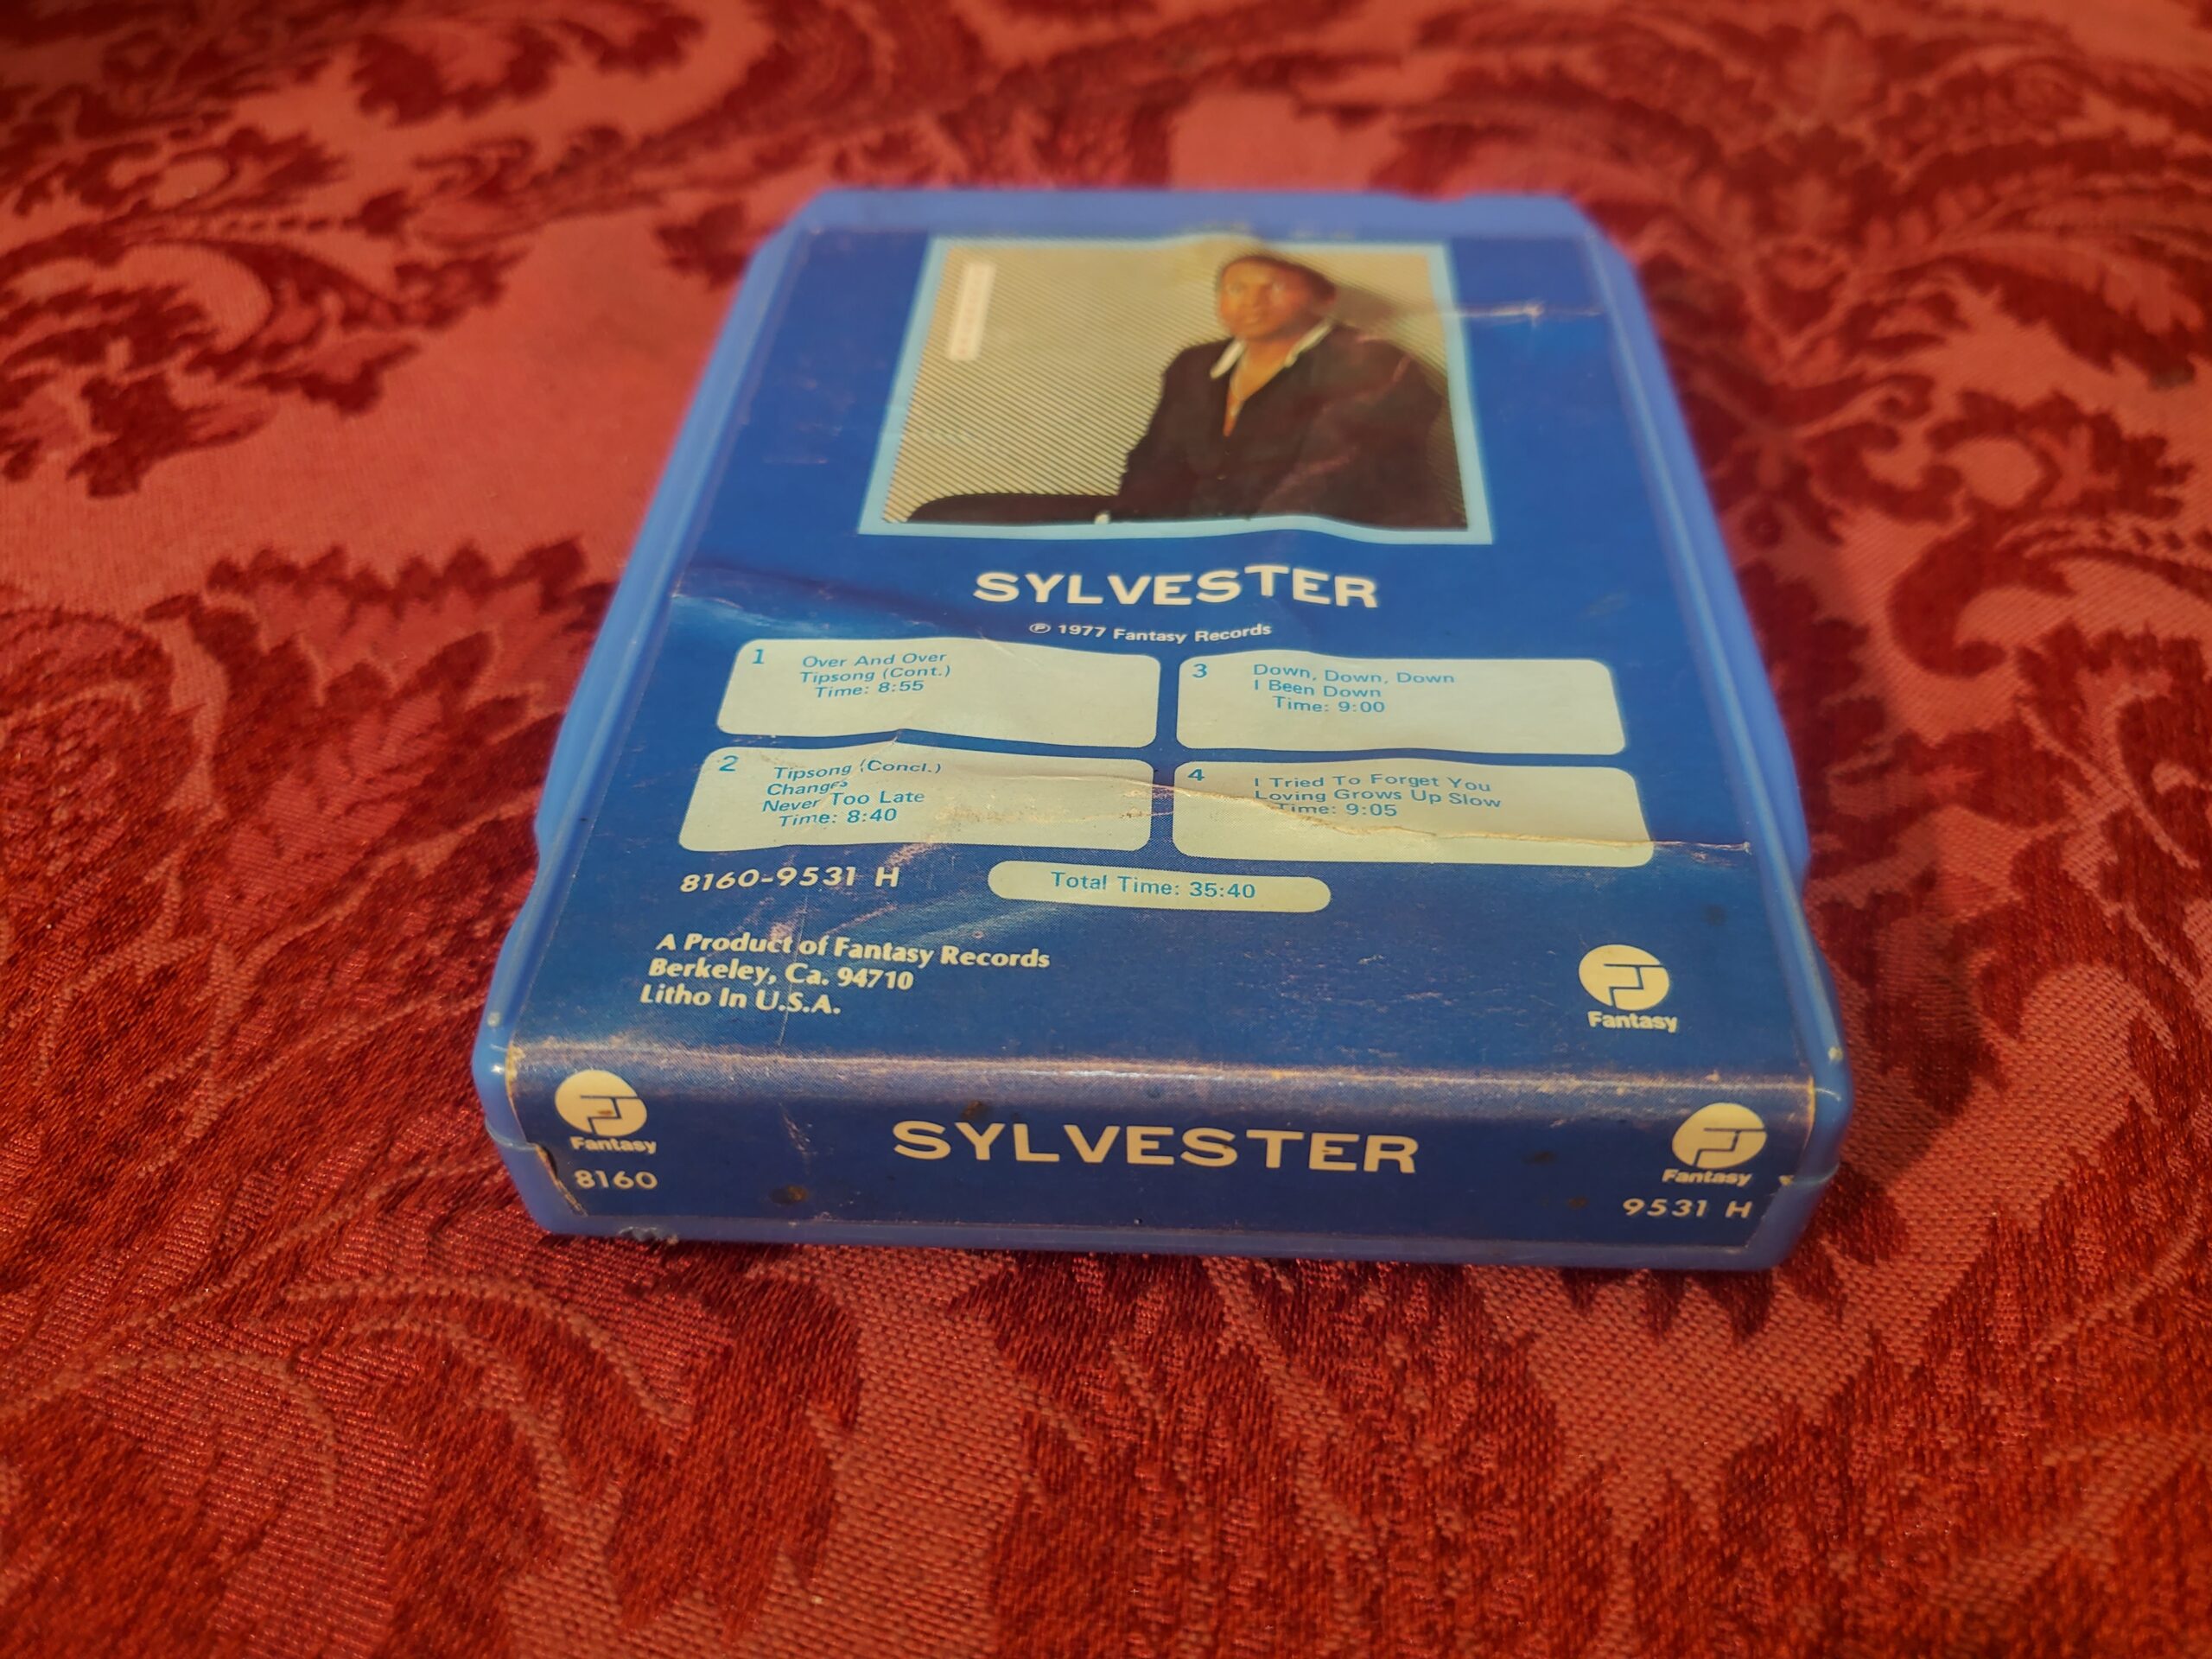 SYLVESTER
℗ 1977 Fantasy Records
1 Over And Over
Tipsong (Cont.)
Time: 8:55
2 Tipsong (Concl.)
Changes
Never Too Late
Time: 8:40
3 Down, Down, Down
I Been Down
Time: 9:00
4 I Tried To Forget You
Loving Grows Up Slow
Time: 9:05
8160-9531 H
Total Time: 35:40
A Product of Fantasy Records
Berkeley, Ca. 94710
Litho In U.S.A.
Fantasy
Fantasy
8160
SYLVESTER
Fantasy
9531 H